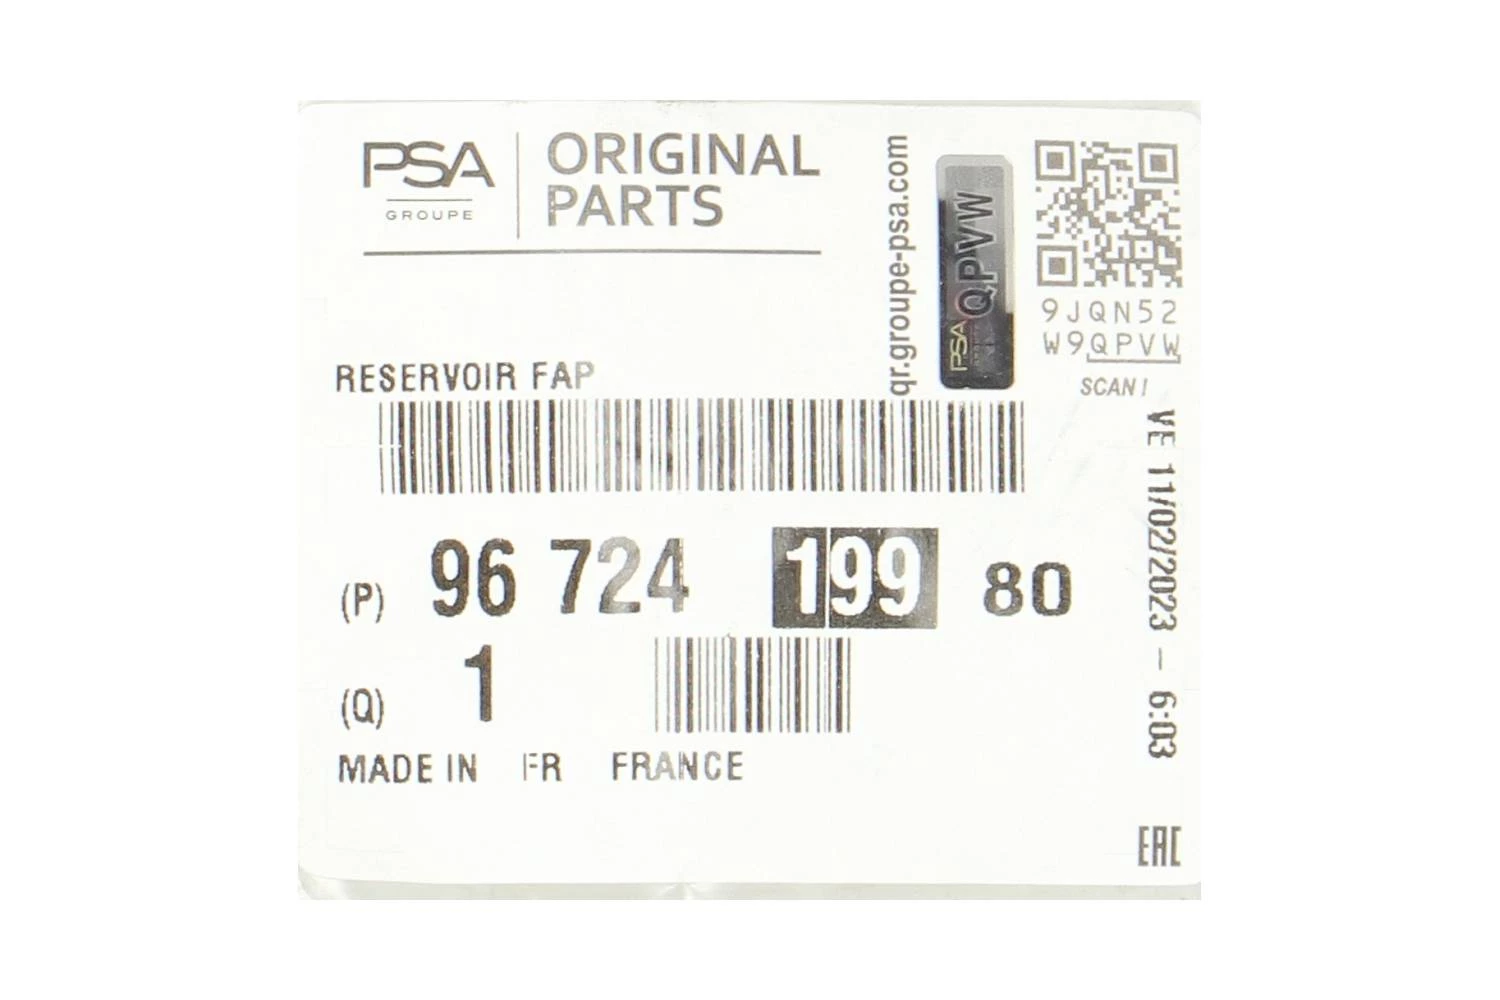 PSA
GROUPE
ORIGINAL
PARTS
qr.groupe-psa.com
PSA QPVW
9JQN52
W9QPVW
SCAN !
RESERVOIR FAP
(P) 96 724 199 80
(Q) 1
MADE IN FR FRANCE
VE 11/02/2023 - 6:03
EAC